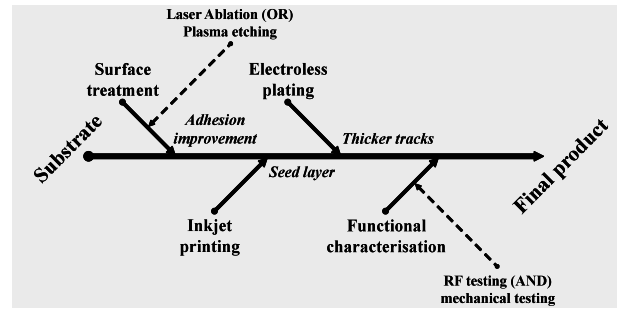 Laser Ablation (OR)
Plasma etching
Surface
treatment
Electroless
plating
Adhesion
improvement
Thicker tracks
Substrate
Final product
Seed layer
Inkjet
printing
Functional
characterisation
RF testing (AND)
mechanical testing